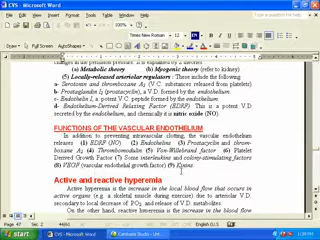 CVS - Microsoft Word
File Edit View Insert Format Tools Table Window Help
Times New Roman 12 B I U
Draw AutoShapes
(a) Metabolic theory (b) Myogenic theory (refer to kidney)
(5) Locally-released arteriolar regulators : These include the following
a- Serotonin and thromboxane A2 (V.C. substances released from platelets)
b- Prostaglandin I2 (prostacyclin), a V.D. formed by the endothelium.
c- Endothelin 1, a potent V.C. peptide formed by the endothelium.
d- Endothelium-Derived Relaxing Factor (EDRF). This is a potent V.D
secreted by the endothelium, and chemically it is nitric oxide (NO).
FUNCTIONS OF THE VASCULAR ENDOTHELIUM
In addition to preventing intravascular clotting, the vascular endothelium
releases (1) EDRF (NO) (2) Endothelins (3) Prostacyclin and throm-
boxane A2 (4) Thrombomodulin (5) Von-Willebrand factor (6) Platelet
Derived Growth Factor (7) Some interleukins and colony-stimulating factors
(8) VEGF (vascular endothelial growth factor) (9) Kinins.
Active and reactive hyperemia
Active hyperemia is the increase in the local blood flow that occurs in
active organs (e.g. a skeletal muscle during exercise) due to arteriolar V.D.
secondary to local decrease of PO2 and release of V.D. metabolites.
On the other hand, reactive hyperemia is the increase in the blood flow
start CVS - Microsoft Word Camtasia Studio - Unt...